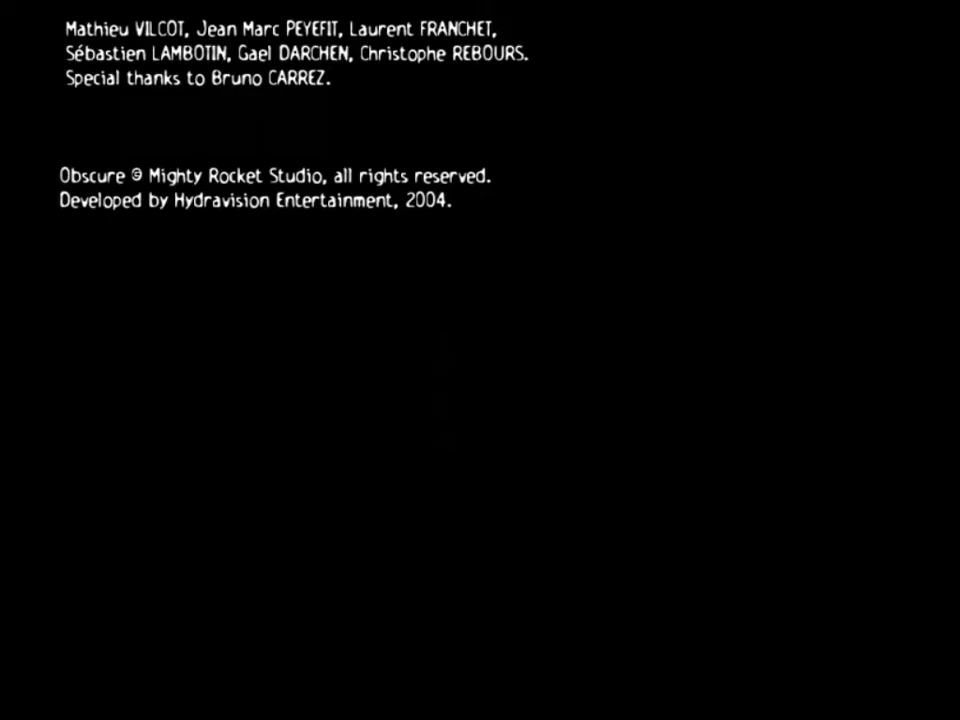 Mathieu VILCOT, Jean Marc PEYEFIT, Laurent FRANCHET,
Sébastien LAMBOTIN, Gael DARCHEN, Christophe REBOURS.
Special thanks to Bruno CARREZ.
Obscure © Mighty Rocket Studio, all rights reserved.
Developed by Hydravision Entertainment, 2004.